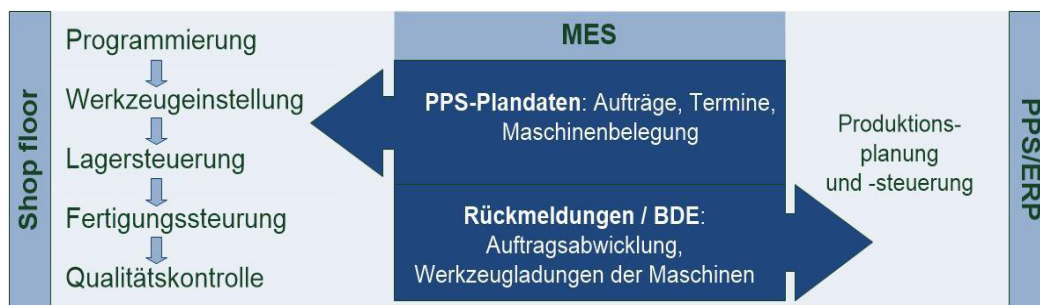 Shop floor
Programmierung
Werkzeugeinstellung
Lagersteuerung
Fertigungssteurung
Qualitätskontrolle
MES
PPS-Plandaten: Aufträge, Termine,
Maschinenbelegung
Rückmeldungen / BDE:
Auftragsabwicklung,
Werkzeugladungen der Maschinen
Produktions-
planung
und -steuerung
PPS/ERP